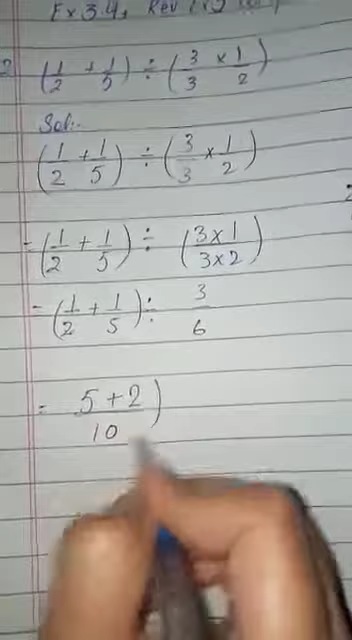 Ex 3.4,
2 (1/2 + 1/5) ÷ (3/3 × 1/2)
Sol:-
(1/2 + 1/5) ÷ (3/3 × 1/2)
= (1/2 + 1/5) ÷ (3×1/3×2)
= (1/2 + 1/5) ÷ 3/6
= 5+2/10 )